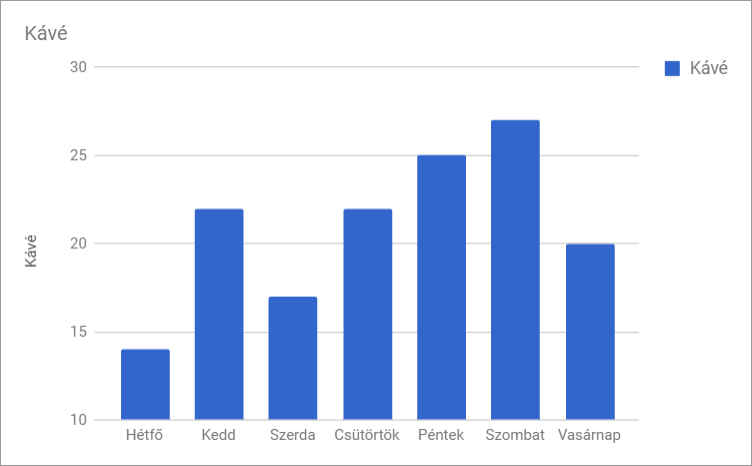 Kávé
Kávé
30
25
20
15
10
Kávé
Hétfő Kedd Szerda Csütörtök Péntek Szombat Vasárnap